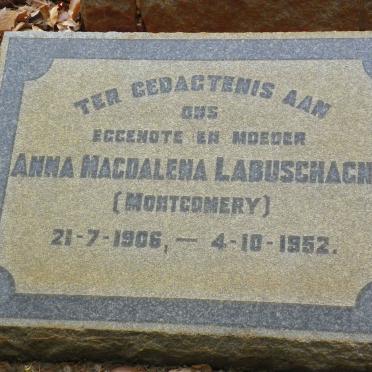 TER GEDAGTENIS AAN
ONS
EGGENOTE EN MOEDER
ANNA MAGDALENA LABUSCHAGN
(MONTGOMERY)
21-7-1906, — 4-10-1952.